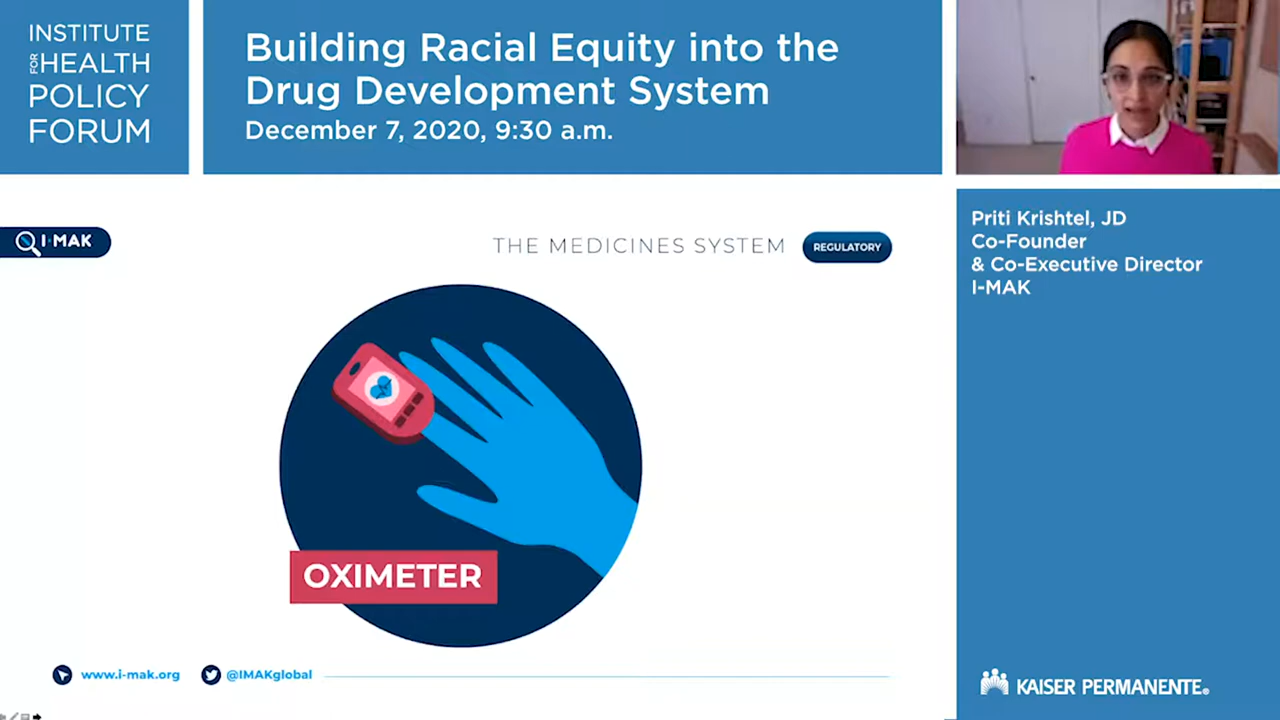 INSTITUTE
FOR HEALTH
POLICY
FORUM
Building Racial Equity into the
Drug Development System
December 7, 2020, 9:30 a.m.
Priti Krishtel, JD
Co-Founder
& Co-Executive Director
I-MAK
I-MAK
THE MEDICINES SYSTEM
REGULATORY
OXIMETER
www.i-mak.org
@IMAKglobal
KAISER PERMANENTE®